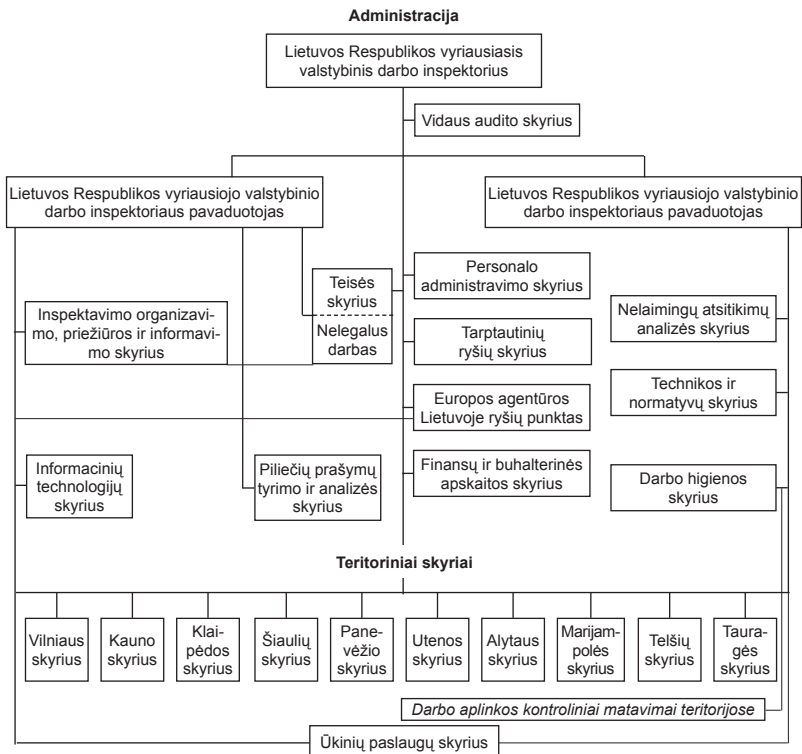 Administracija
Lietuvos Respublikos vyriausiasis
valstybinis darbo inspektorius
Vidaus audito skyrius
Lietuvos Respublikos vyriausiojo valstybinio
darbo inspektoriaus pavaduotojas
Lietuvos Respublikos vyriausiojo valstybinio
darbo inspektoriaus pavaduotojas
Inspektavimo organizavi-
mo, priežiūros ir informavi-
mo skyrius
Teisės
skyrius
Nelegalus
darbas
Personalo
administravimo skyrius
Tarptautinių
ryšių skyrius
Nelaimingų atsitikimų
analizės skyrius
Europos agentūros
Lietuvoje ryšių punktas
Technikos ir
normatyvų skyrius
Informacinių
technologijų
skyrius
Piliečių prašymų
tyrimo ir analizės
skyrius
Finansų ir buhalterinės
apskaitos skyrius
Darbo higienos
skyrius
Teritoriniai skyriai
Vilniaus
skyrius
Kauno
skyrius
Klai-
pėdos
skyrius
Šiaulių
skyrius
Pane-
vėžio
skyrius
Utenos
skyrius
Alytaus
skyrius
Marijam-
polės
skyrius
Telšių
skyrius
Taura-
gės
skyrius
Darbo aplinkos kontroliniai matavimai teritorijose
Ūkinių paslaugų skyrius